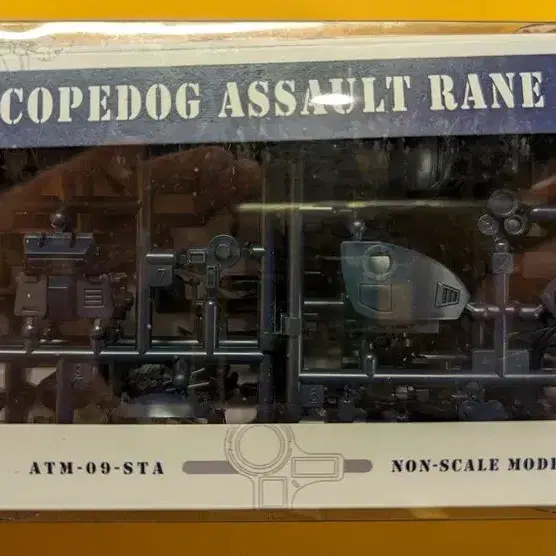 COPEDOG ASSAULT RANE
ATM-09-STA
NON-SCALE MODE